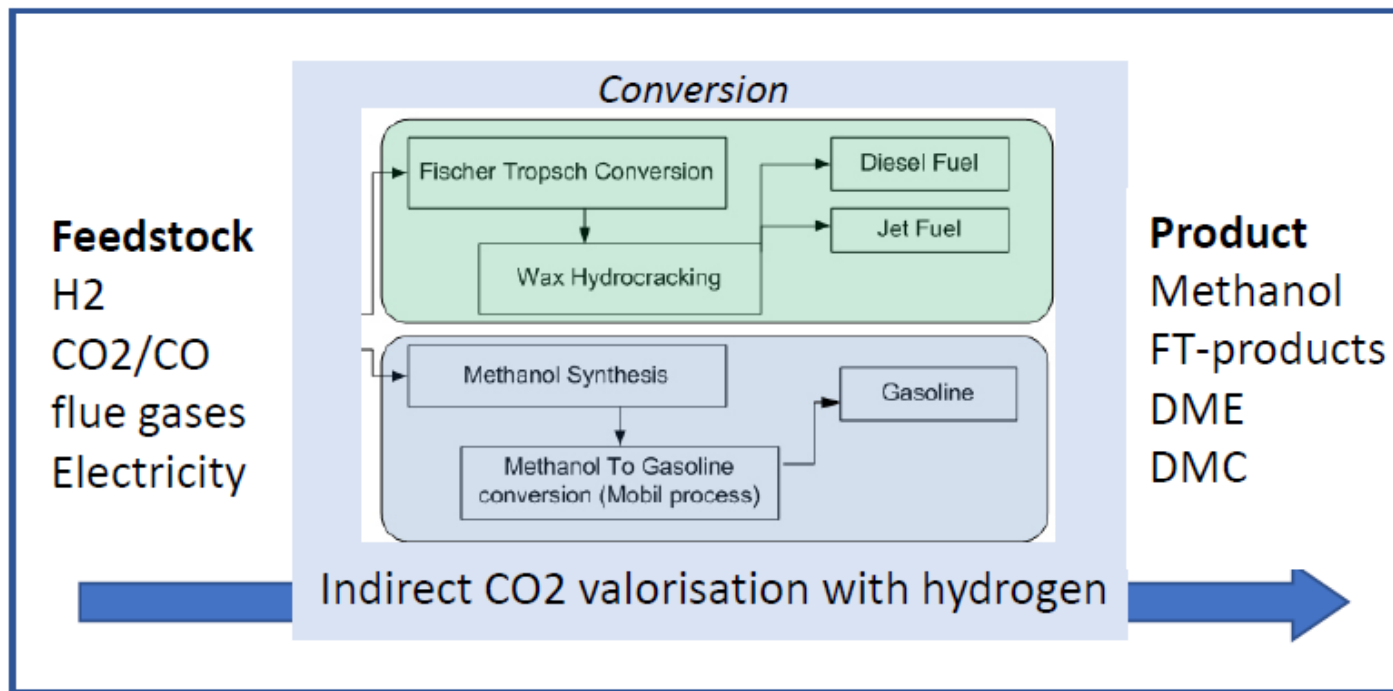 Conversion
Feedstock
H2
CO2/CO
flue gases
Electricity
Fischer Tropsch Conversion
Wax Hydrocracking
Diesel Fuel
Jet Fuel
Methanol Synthesis
Methanol To Gasoline
conversion (Mobil process)
Gasoline
Product
Methanol
FT-products
DME
DMC
Indirect CO2 valorisation with hydrogen